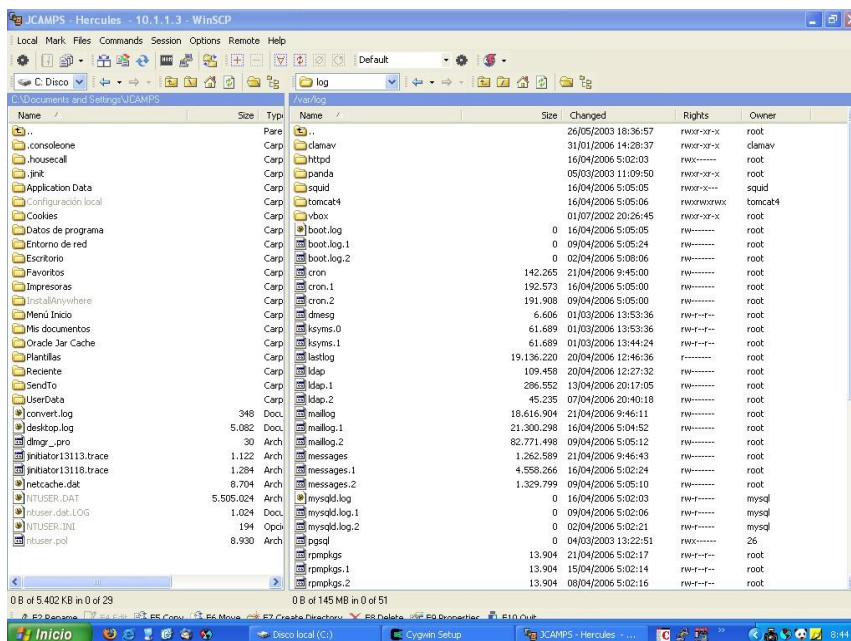 JCAMPS - Hercules - 10.1.1.3 - WinSCP
Local Mark Files Commands Session Options Remote Help
Default
C: Disco
log
C:\Documents and Settings\JCAMPS
/var/log
Name Size Typ
Name Size Changed Rights Owner
.. Pare
.consoleone Carp
.housecall Carp
.jinit Carp
Application Data Carp
Configuración local Carp
Cookies Carp
Datos de programa Carp
Entorno de red Carp
Escritorio Carp
Favoritos Carp
Impresoras Carp
InstallAnywhere Carp
Menú Inicio Carp
Mis documentos Carp
Oracle Jar Cache Carp
Plantillas Carp
Reciente Carp
SendTo Carp
UserData Carp
convert.log 348 Docu
desktop.log 5.082 Docu
dlmgr_.pro 30 Arch
jinitiator13113.trace 1.122 Arch
jinitiator13118.trace 1.284 Arch
netcache.dat 8.704 Arch
NTUSER.DAT 5.505.024 Arch
ntuser.dat.LOG 1.024 Docu
NTUSER.INI 194 Opci
ntuser.pol 8.930 Arch
.. 26/05/2003 18:36:57 rwxr-xr-x root
clamav 31/01/2006 14:28:37 rwxr-xr-x clamav
httpd 16/04/2006 5:02:03 rwx------ root
panda 05/03/2003 11:09:50 rwxr-xr-x root
squid 16/04/2006 5:05:05 rwxr-x--- squid
tomcat4 16/04/2006 5:05:06 rwxrwxrwx tomcat4
vbox 01/07/2002 20:26:45 rwxr-xr-x root
boot.log 0 16/04/2006 5:05:05 rw------- root
boot.log.1 0 09/04/2006 5:05:24 rw------- root
boot.log.2 0 02/04/2006 5:08:06 rw------- root
cron 142.265 21/04/2006 9:45:00 rw------- root
cron.1 192.573 16/04/2006 5:05:00 rw------- root
cron.2 191.908 09/04/2006 5:05:00 rw------- root
dmesg 6.606 01/03/2006 13:53:36 rw-r--r-- root
ksyms.0 61.689 01/03/2006 13:53:36 rw-r--r-- root
ksyms.1 61.689 01/03/2006 13:44:24 rw-r--r-- root
lastlog 19.136.220 20/04/2006 12:46:36 r-------- root
ldap 109.458 20/04/2006 12:27:32 rw------- root
ldap.1 286.552 13/04/2006 20:17:05 rw------- root
ldap.2 45.235 07/04/2006 20:40:18 rw------- root
maillog 18.616.904 21/04/2006 9:46:11 rw------- root
maillog.1 21.300.298 16/04/2006 5:04:52 rw------- root
maillog.2 82.771.498 09/04/2006 5:05:12 rw------- root
messages 1.262.589 21/04/2006 9:46:43 rw------- root
messages.1 4.558.266 16/04/2006 5:02:24 rw------- root
messages.2 1.329.799 09/04/2006 5:05:10 rw------- root
mysqld.log 0 16/04/2006 5:02:03 rw-r----- mysql
mysqld.log.1 0 09/04/2006 5:02:06 rw-r----- mysql
mysqld.log.2 0 02/04/2006 5:02:21 rw-r----- mysql
pgsql 0 04/03/2003 13:22:51 rwx------ 26
rpmpkgs 13.904 21/04/2006 5:02:17 rw-r--r-- root
rpmpkgs.1 13.904 15/04/2006 5:02:14 rw-r--r-- root
rpmpkgs.2 13.904 08/04/2006 5:02:16 rw-r--r-- root
0 B of 5.402 KB in 0 of 29
0 B of 145 MB in 0 of 51
F2 Rename F4 Edit F5 Copy F6 Move F7 Create Directory F8 Delete F9 Properties F10 Quit
Inicio Disco local (C:) Cygwin Setup JCAMPS - Hercules - ... 8:44